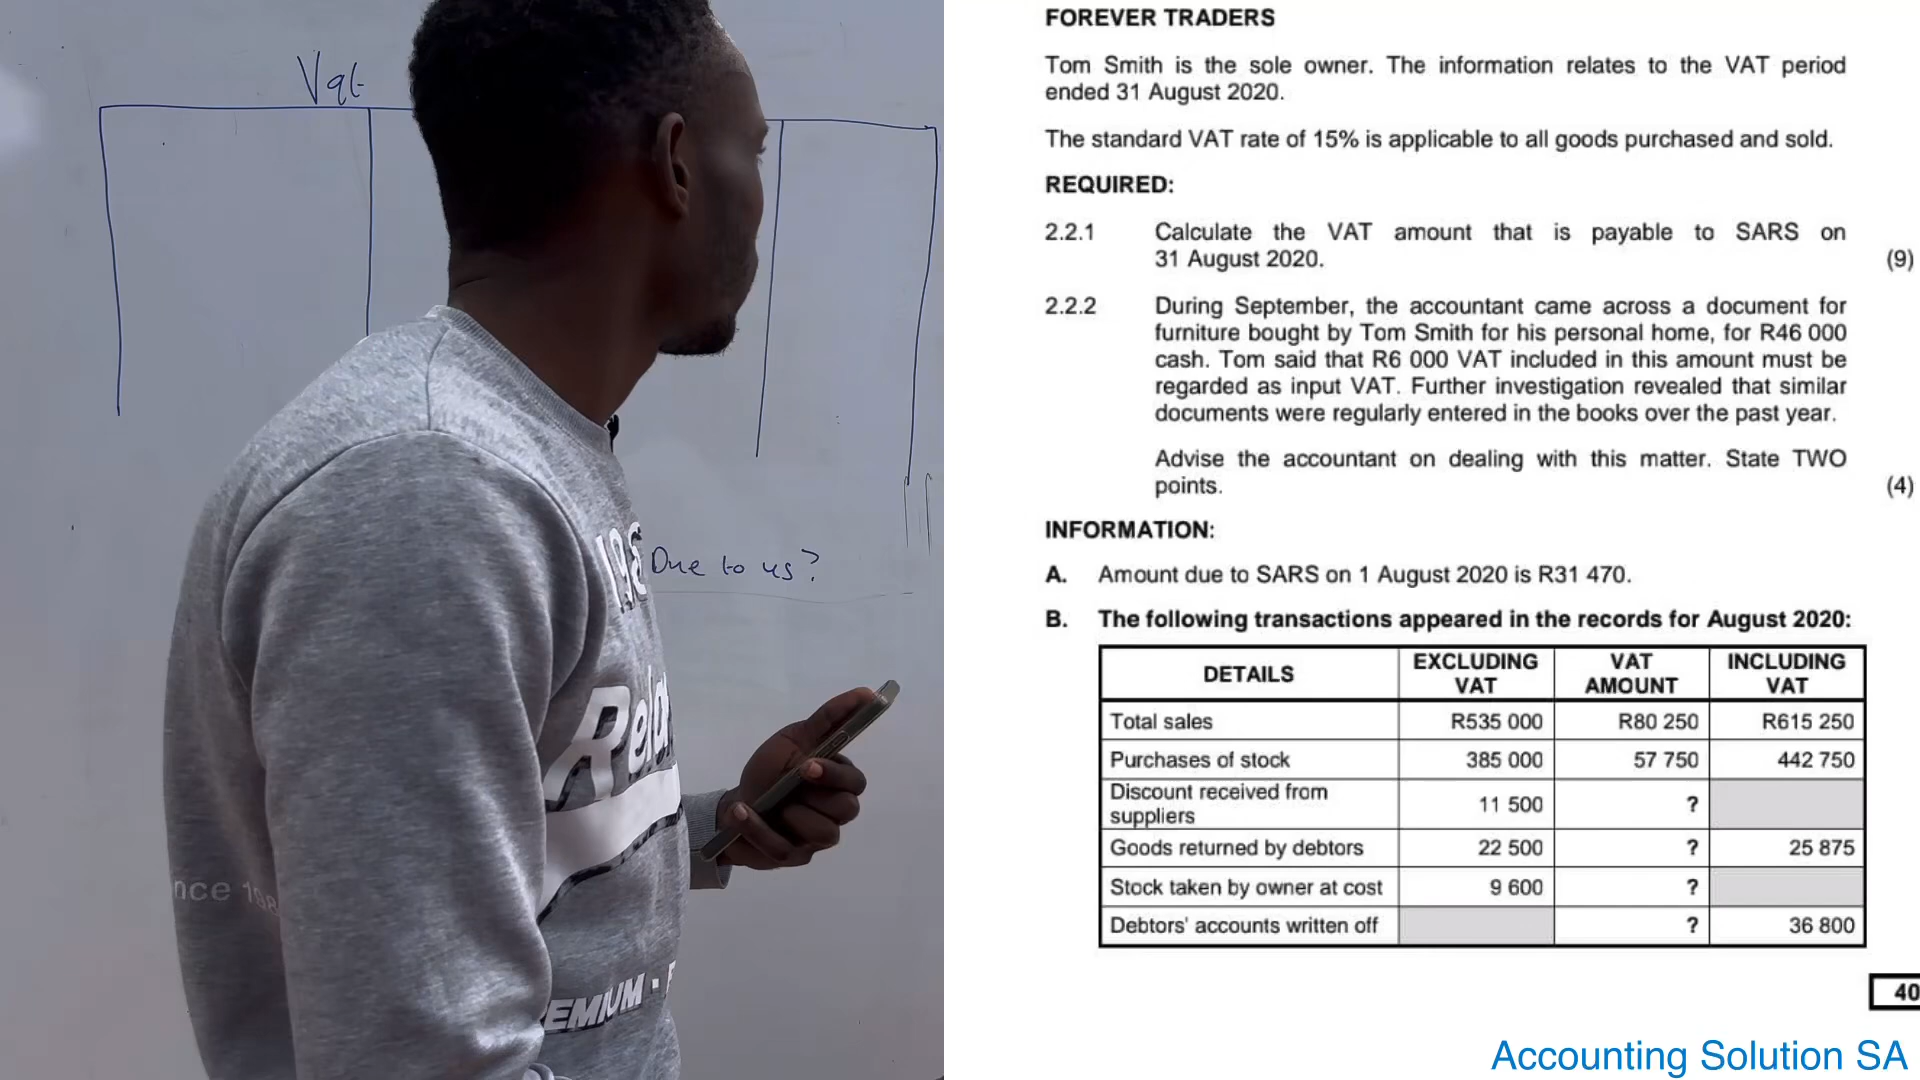 Vat
Due to us?
198
Rela
EMIUM -
nce 198
FOREVER TRADERS
Tom Smith is the sole owner. The information relates to the VAT period
ended 31 August 2020.
The standard VAT rate of 15% is applicable to all goods purchased and sold.
REQUIRED:
2.2.1 Calculate the VAT amount that is payable to SARS on
31 August 2020. (9)
2.2.2 During September, the accountant came across a document for
furniture bought by Tom Smith for his personal home, for R46 000
cash. Tom said that R6 000 VAT included in this amount must be
regarded as input VAT. Further investigation revealed that similar
documents were regularly entered in the books over the past year.
Advise the accountant on dealing with this matter. State TWO
points. (4)
INFORMATION:
A. Amount due to SARS on 1 August 2020 is R31 470.
B. The following transactions appeared in the records for August 2020:
DETAILS EXCLUDING VAT VAT AMOUNT INCLUDING VAT
Total sales R535 000 R80 250 R615 250
Purchases of stock 385 000 57 750 442 750
Discount received from suppliers 11 500 ?
Goods returned by debtors 22 500 ? 25 875
Stock taken by owner at cost 9 600 ?
Debtors' accounts written off ? 36 800
40
Accounting Solution SA